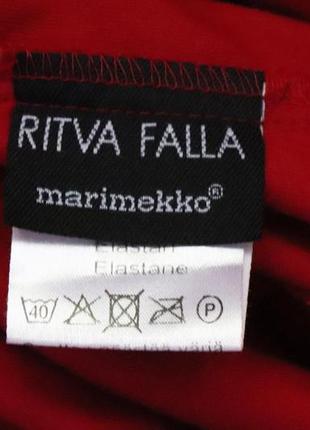 RITVA FALLA
marimekko®
Elastan
Elastane
40 P